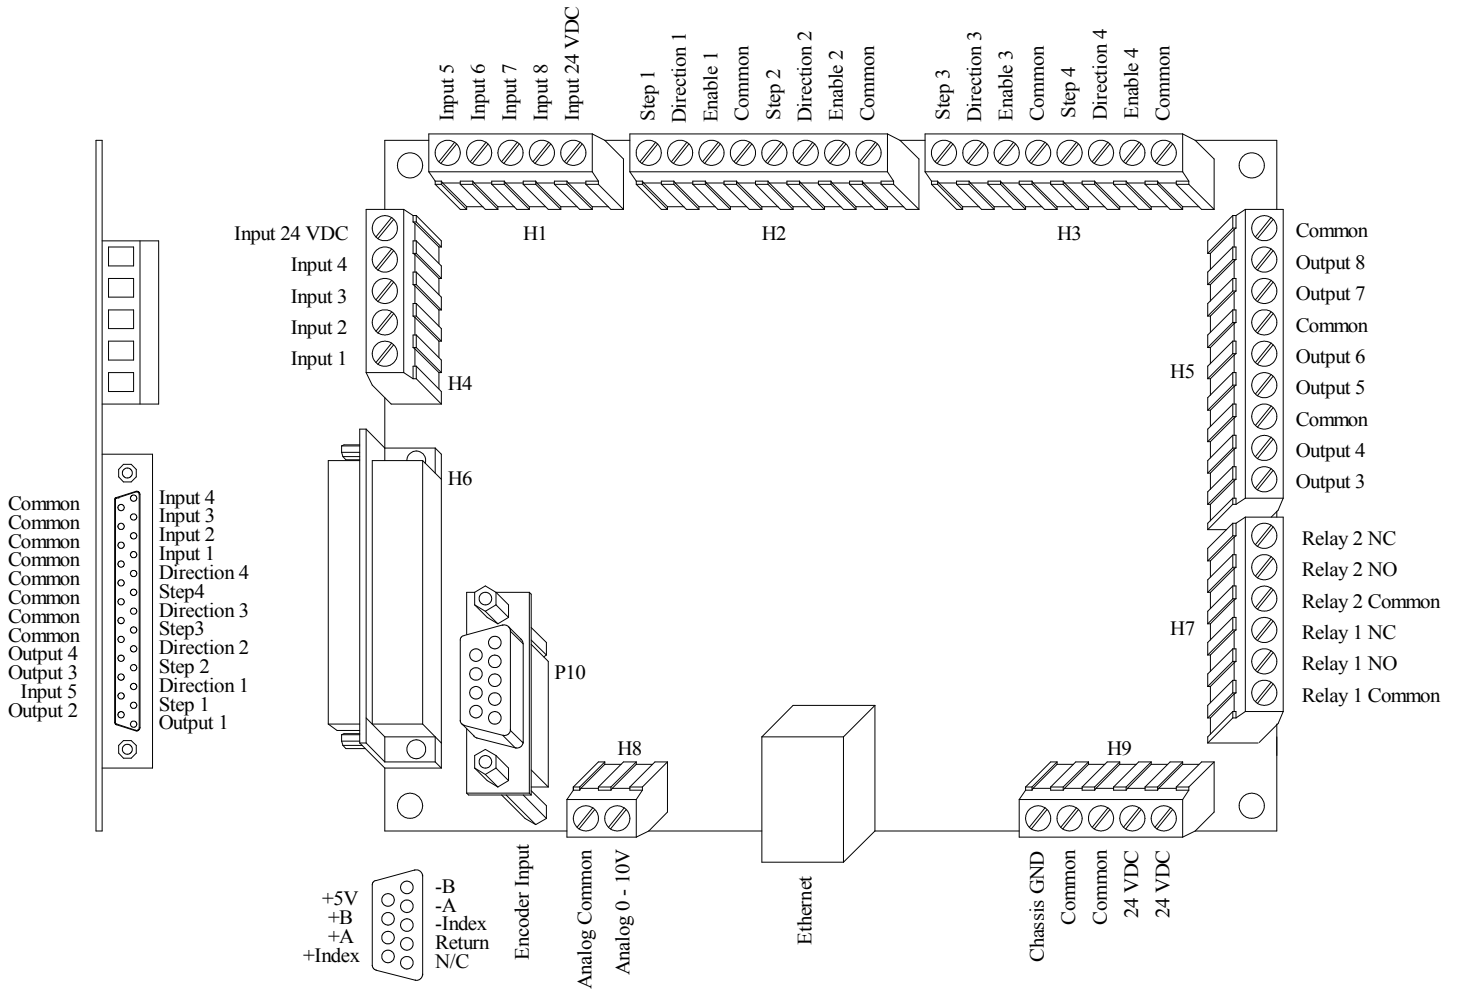 Input 5
Input 6
Input 7
Input 8
Input 24 VDC
Step 1
Direction 1
Enable 1
Common
Step 2
Direction 2
Enable 2
Common
Step 3
Direction 3
Enable 3
Common
Step 4
Direction 4
Enable 4
Common
H1
H2
H3
Input 24 VDC
Input 4
Input 3
Input 2
Input 1
H4
Common
Output 8
Output 7
Common
Output 6
Output 5
Common
Output 4
Output 3
H5
H6
Common
Common
Common
Common
Common
Common
Common
Common
Output 4
Output 3
Input 5
Output 2
Input 4
Input 3
Input 2
Input 1
Direction 4
Step4
Direction 3
Step3
Direction 2
Step 2
Direction 1
Step 1
Output 1
Relay 2 NC
Relay 2 NO
Relay 2 Common
Relay 1 NC
Relay 1 NO
Relay 1 Common
H7
P10
H8
H9
+5V
+B
+A
+Index
-B
-A
-Index
Return
N/C
Encoder Input
Analog Common
Analog 0 - 10V
Ethernet
Chassis GND
Common
Common
24 VDC
24 VDC